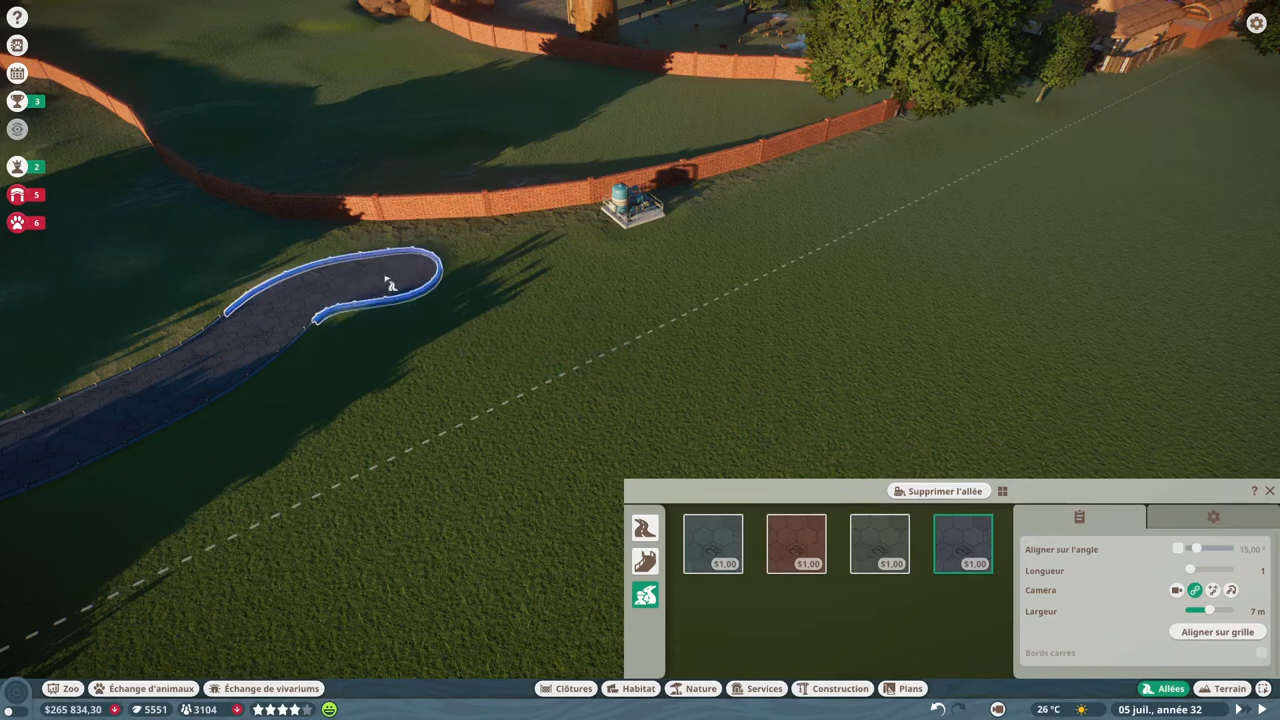 ?
3
2
5
6
Supprimer l'allée
?
$1,00
$1,00
$1,00
$1,00
Aligner sur l'angle 15,00 °
Longueur 1
Caméra
Largeur 7 m
Aligner sur grille
Bords carrés
Zoo Échange d'animaux Échange de vivariums Clôtures Habitat Nature Services Construction Plans Allées Terrain
$265 834,30 5551 3104 26 °C 05 juil., année 32